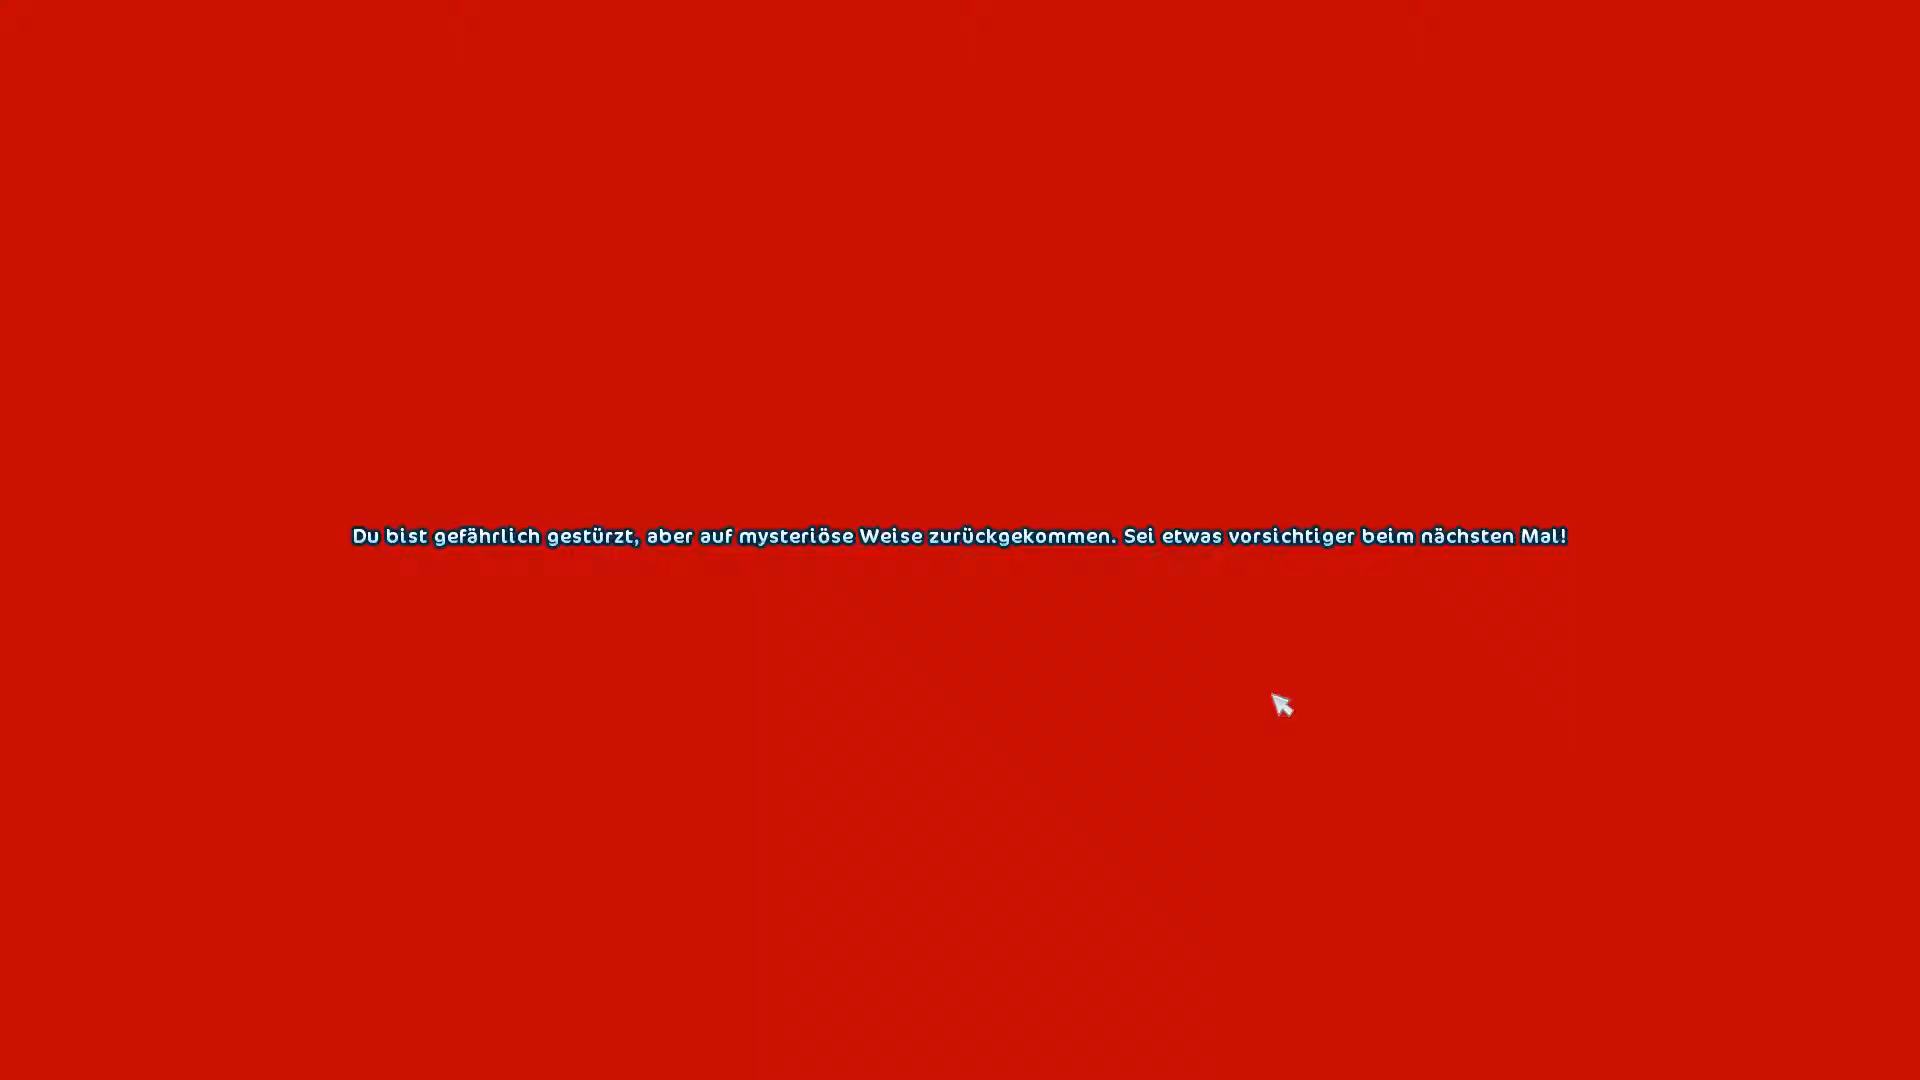 Du bist gefährlich gestürzt, aber auf mysteriöse Weise zurückgekommen. Sei etwas vorsichtiger beim nächsten Mal!